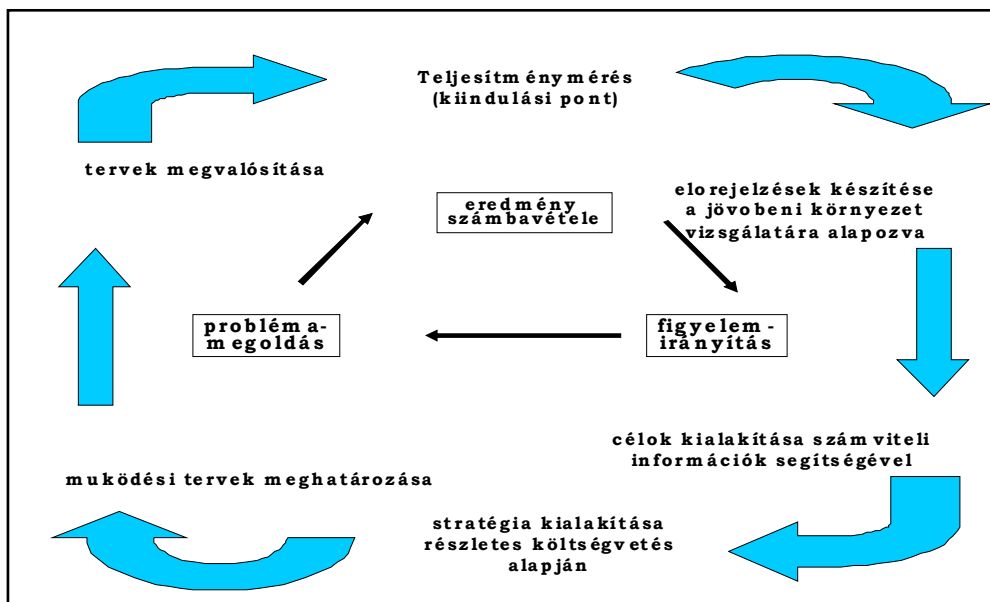 Teljesítménymérés
(kiindulási pont)
tervek megvalósítása
elorejelzések készítése
a jövobeni környezet
vizsgálatára alapozva
eredmény
számbavétele
probléma-
megoldás
figyelem-
irányítás
célok kialakítása számviteli
információk segítségével
muködési tervek meghatározása
stratégia kialakítása
részletes költségvetés
alapján